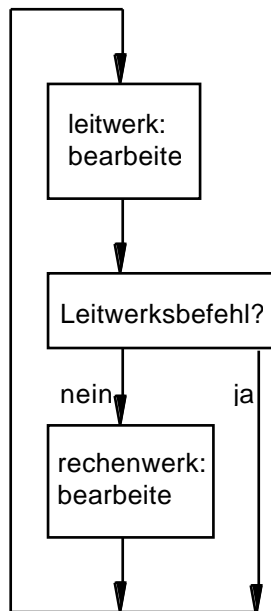 leitwerk:
bearbeite
Leitwerksbefehl?
nein
ja
rechenwerk:
bearbeite